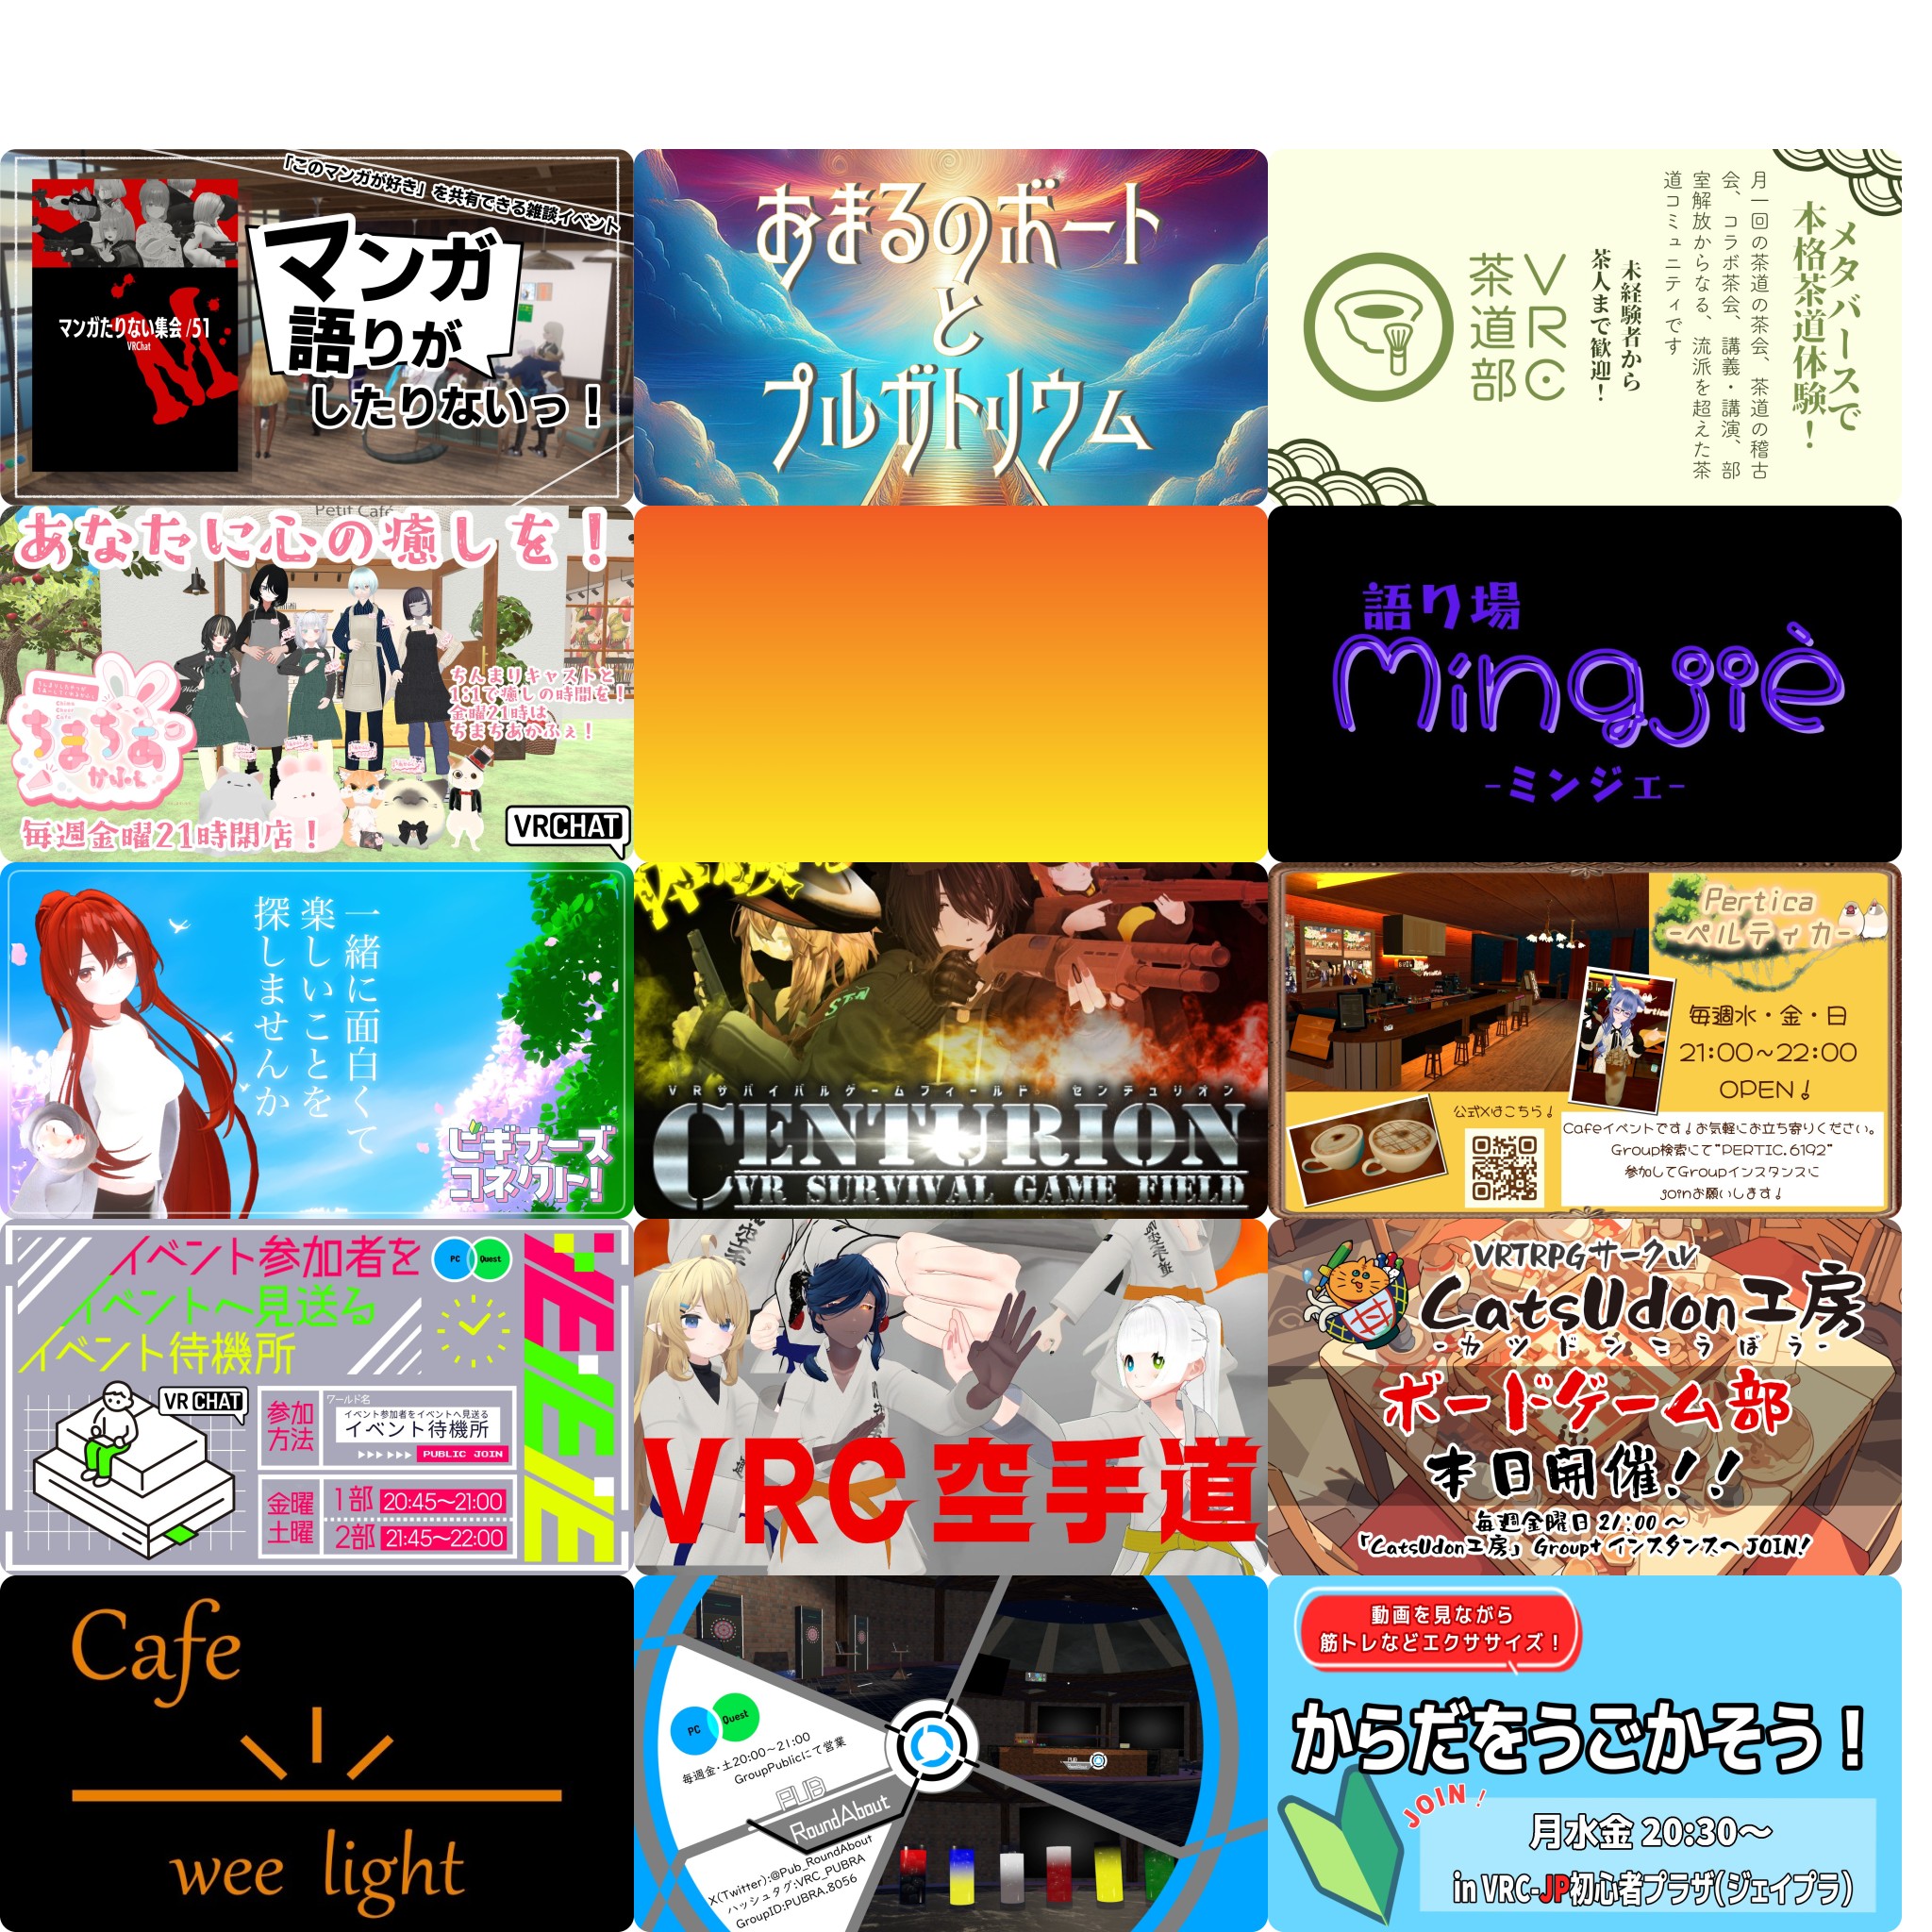 「このマンガが好き」を共有できる雑談イベント
マンガ
語りが
したりないっ！
マンガたりない集会 /51
VRChat
M
おまるのボート
と
プルガトリウム
メタバースで
本格茶道体験！
月一回の茶道の茶会、茶道の稽古
会、コラボ茶会、講義・講演、部
室解放からなる、流派を超えた茶
道コミュニティです
未経験者から
茶人まで歓迎！
VRC
茶道部
Petit Café
あなたに心の癒しを！
ちまちあ
かふぇ
ちんまりキャストと
1:1で癒しの時間を！
金曜21時は
ちまちあかふぇ！
毎週金曜21時開店！
VRCHAT
語り場
Mingjiè
-ミンジェ-
一緒に面白くて
楽しいことを
探しませんか
ビギナーズ
コネクト！
VRサバイバルゲームフィールド センチュリオン
CENTURION
VR SURVIVAL GAME FIELD
Pertica
-ペルティカ-
毎週水・金・日
21:00~22:00
OPEN！
公式Xはこちら！
Cafeイベントです！お気軽にお立ち寄りください。
Group検索にて"PERTIC.6192"
参加してGroupインスタンスに
joinお願いします！
イベント参加者を
イベントへ見送る
イベント待機所
PC Quest
VRCHAT
参加
方法
ワールド名
イベント参加者をイベントへ見送る
イベント待機所
PUBLIC JOIN
金曜
土曜
1部 20:45〜21:00
2部 21:45〜22:00
VRC空手道
VRTRPGサークル
CatsUdon工房
-カツドンこうぼう-
ボードゲーム部
本日開催!!
毎週金曜日 21:00 〜
「CatsUdon工房」 Group+ インスタンスへ JOIN!
Cafe
wee light
PC Quest
毎週金・土20:00〜21:00
GroupPublicにて営業
PUB
RoundAbout
X(Twitter):@Pub_RoundAbout
ハッシュタグ:VRC_PUBRA
GroupID:PUBRA.8056
動画を見ながら
筋トレなどエクササイズ！
からだをうごかそう！
JOIN！
月水金 20:30〜
in VRC-JP初心者プラザ(ジェイプラ)